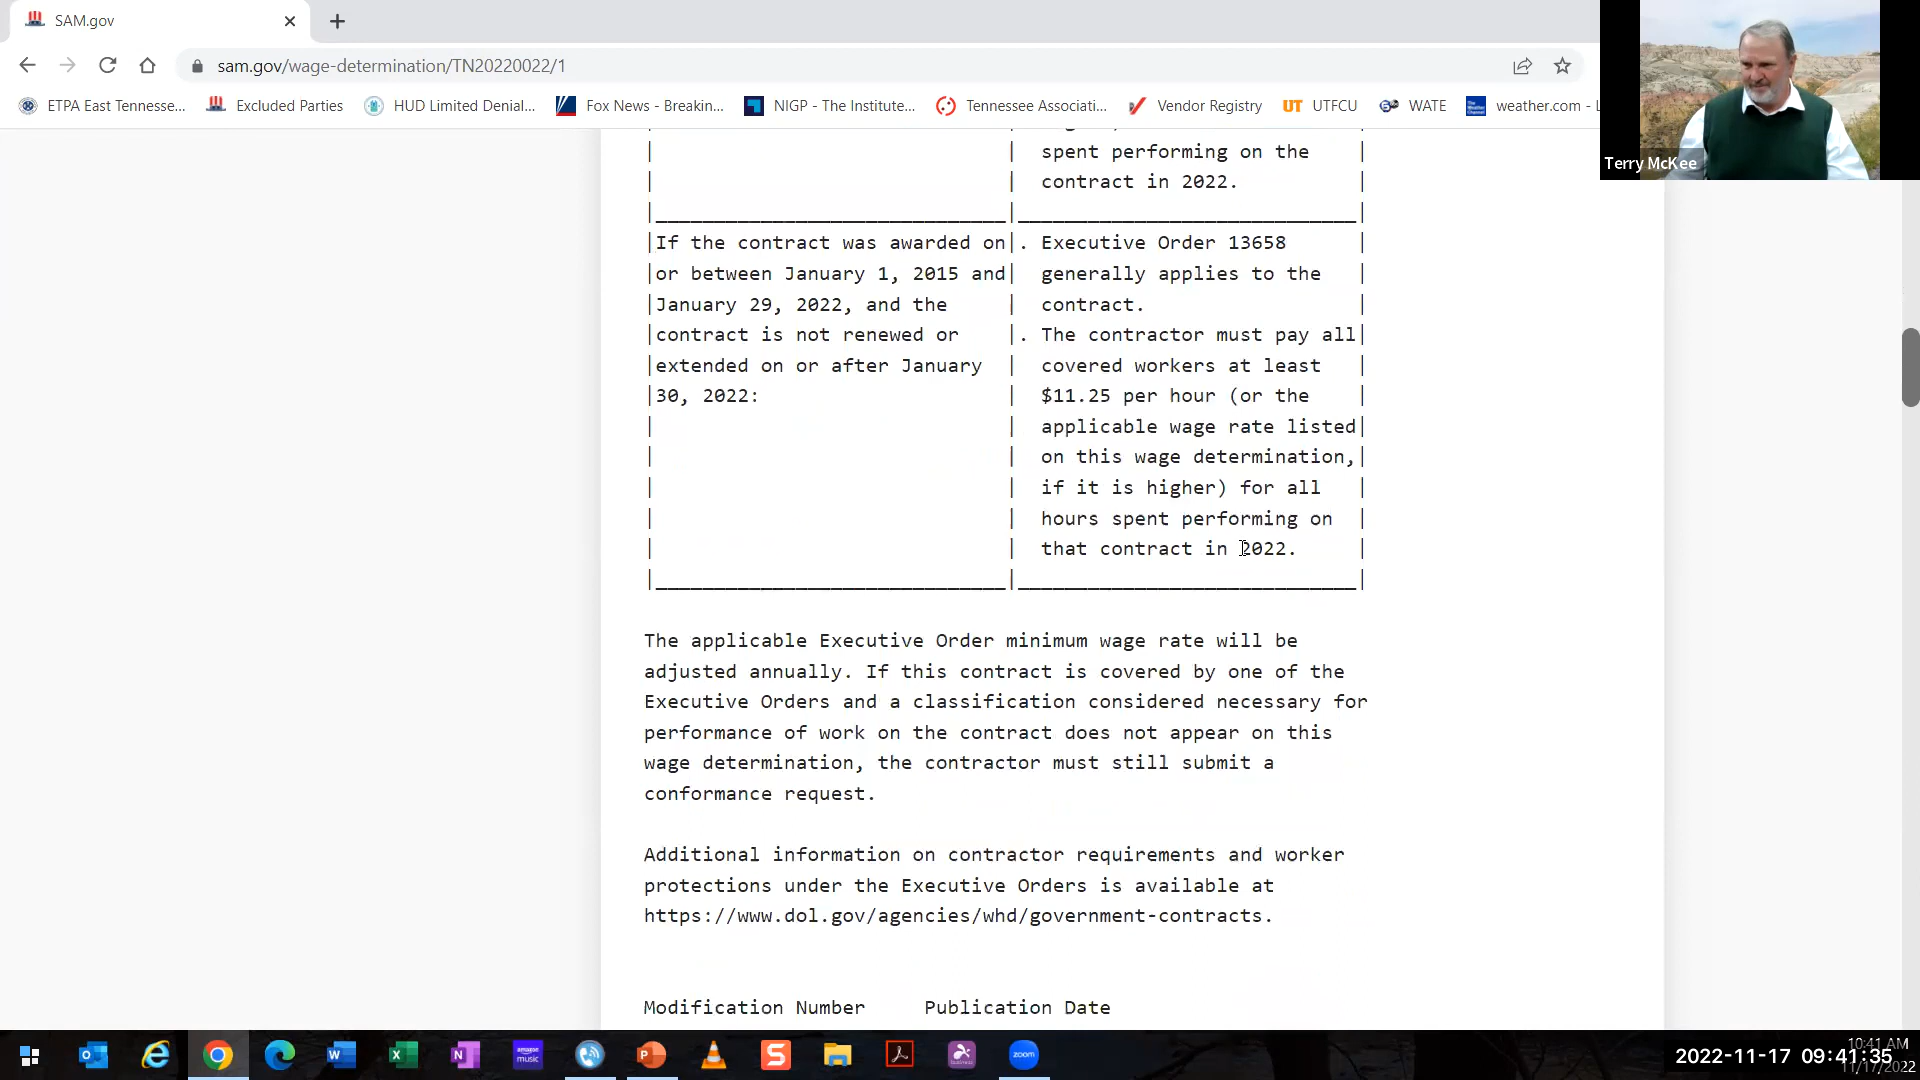 SAM.gov
sam.gov/wage-determination/TN20220022/1
ETPA East Tennesse... Excluded Parties HUD Limited Denial... Fox News - Breakin... NIGP - The Institute... Tennessee Associati... Vendor Registry UT UTFCU WATE weather.com - L
Terry McKee
spent performing on the
contract in 2022.
If the contract was awarded on . Executive Order 13658
or between January 1, 2015 and generally applies to the
January 29, 2022, and the contract.
contract is not renewed or . The contractor must pay all
extended on or after January covered workers at least
30, 2022: $11.25 per hour (or the
applicable wage rate listed
on this wage determination,
if it is higher) for all
hours spent performing on
that contract in 2022.
The applicable Executive Order minimum wage rate will be
adjusted annually. If this contract is covered by one of the
Executive Orders and a classification considered necessary for
performance of work on the contract does not appear on this
wage determination, the contractor must still submit a
conformance request.
Additional information on contractor requirements and worker
protections under the Executive Orders is available at
https://www.dol.gov/agencies/whd/government-contracts.
Modification Number Publication Date
amazon music
zoom
10:41 AM
2022-11-17 09:41:35
11/17/2022